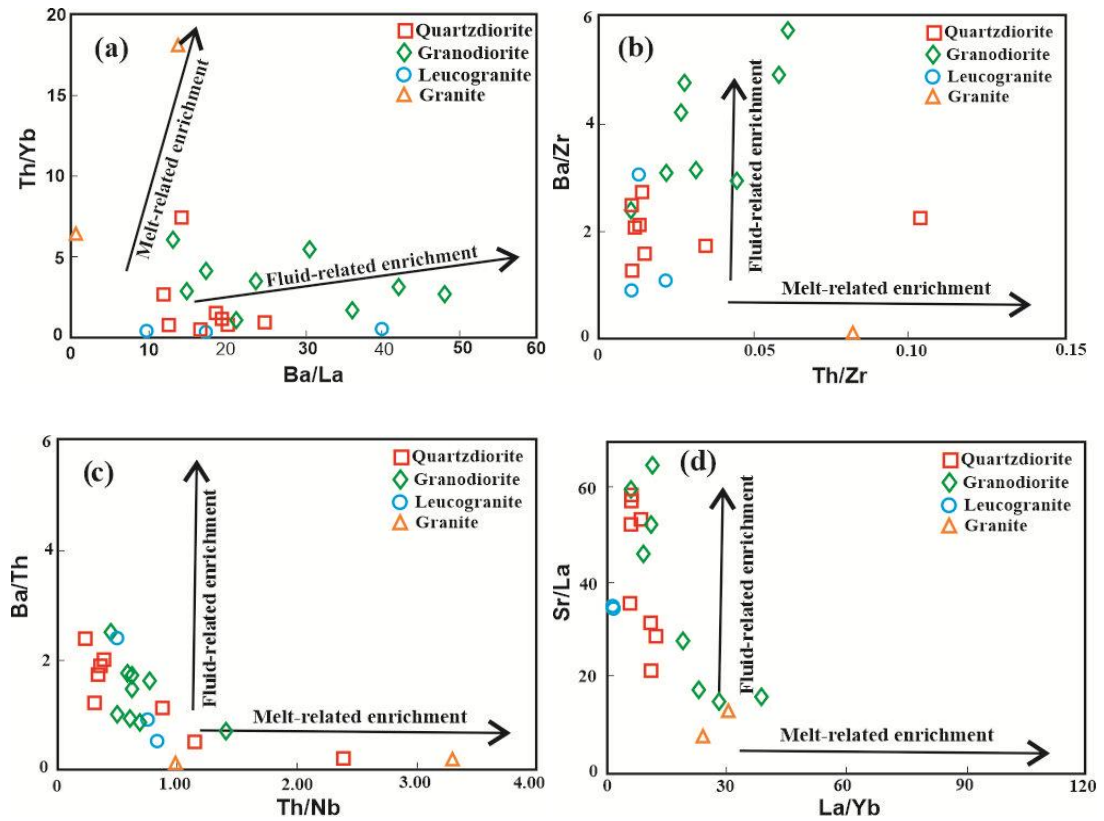 (a)
Quartzdiorite
Granodiorite
Leucogranite
Granite
Melt-related enrichment
Fluid-related enrichment
Th/Yb
20
15
10
5
0
0
10
20
30
40
50
60
Ba/La
(b)
Quartzdiorite
Granodiorite
Leucogranite
Granite
Fluid-related enrichment
Melt-related enrichment
Ba/Zr
6
4
2
0
0
0.05
0.10
0.15
Th/Zr
(c)
Quartzdiorite
Granodiorite
Leucogranite
Granite
Fluid-related enrichment
Melt-related enrichment
Ba/Th
6
4
2
0
0
1.00
2.00
3.00
4.00
Th/Nb
(d)
Quartzdiorite
Granodiorite
Leucogranite
Granite
Fluid-related enrichment
Melt-related enrichment
Sr/La
80
60
40
20
0
0
30
60
90
120
La/Yb